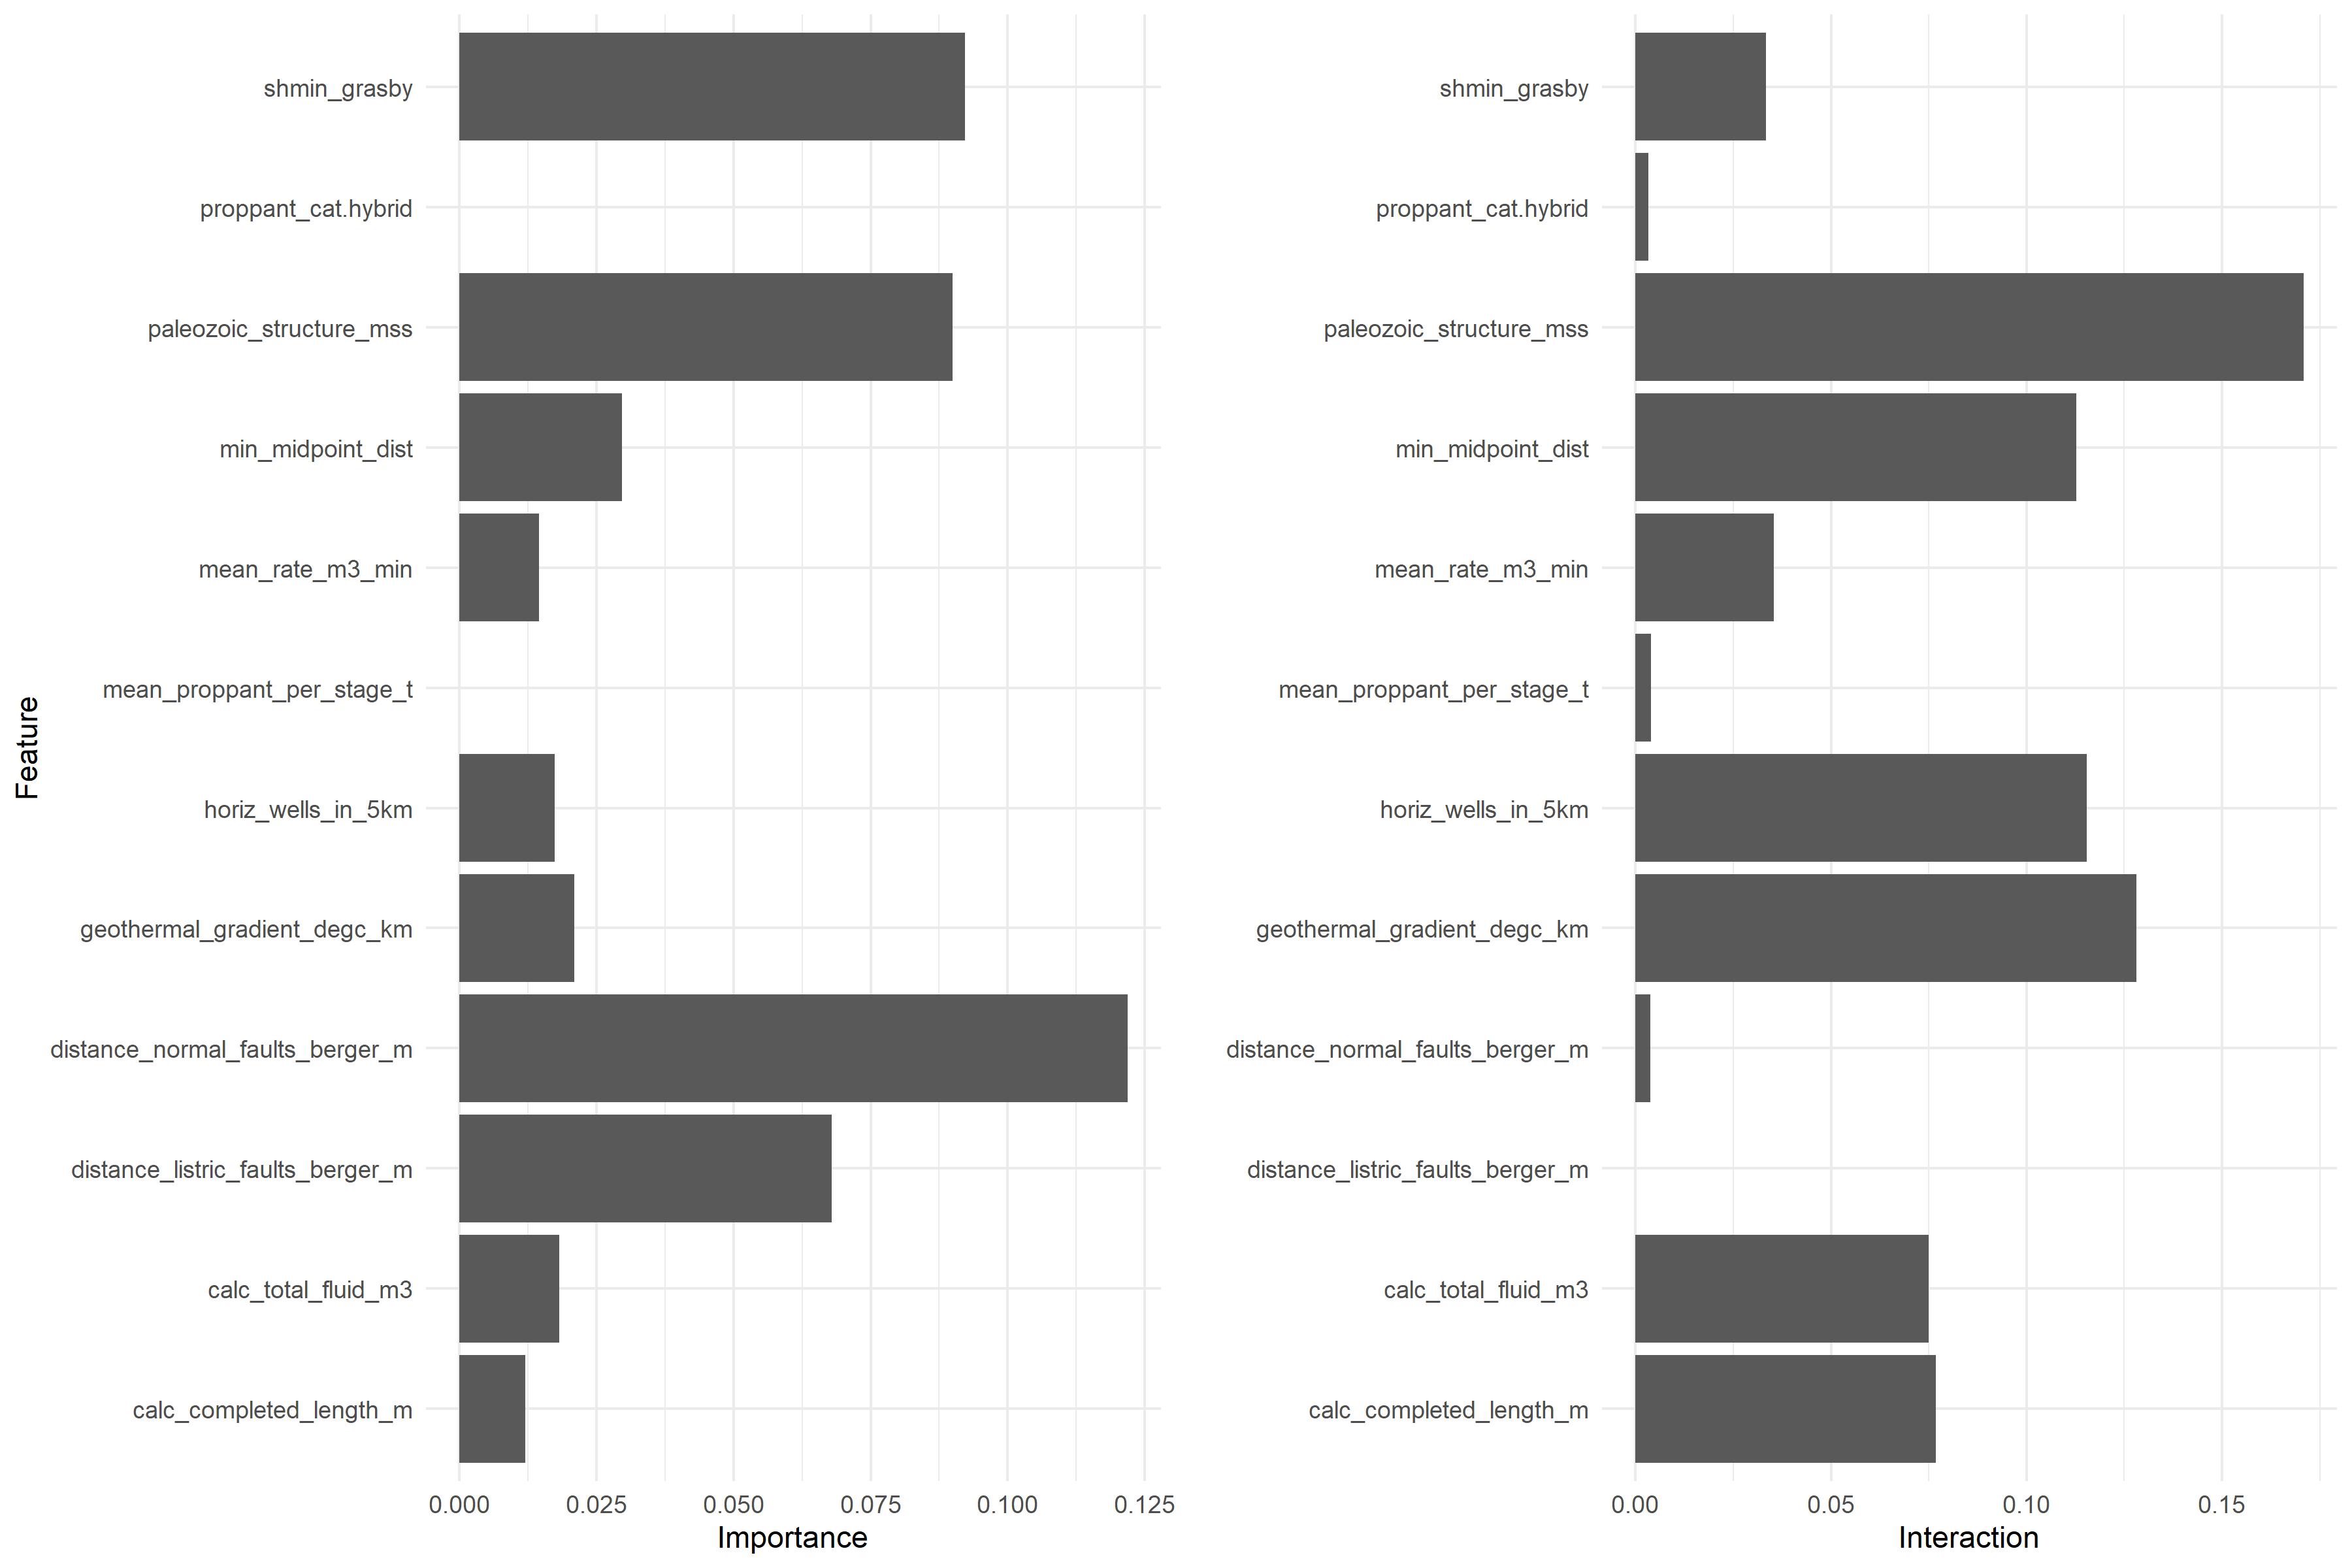 Feature
shmin_grasby
proppant_cat.hybrid
paleozoic_structure_mss
min_midpoint_dist
mean_rate_m3_min
mean_proppant_per_stage_t
horiz_wells_in_5km
geothermal_gradient_degc_km
distance_normal_faults_berger_m
distance_listric_faults_berger_m
calc_total_fluid_m3
calc_completed_length_m
0.000 0.025 0.050 0.075 0.100 0.125
Importance
shmin_grasby
proppant_cat.hybrid
paleozoic_structure_mss
min_midpoint_dist
mean_rate_m3_min
mean_proppant_per_stage_t
horiz_wells_in_5km
geothermal_gradient_degc_km
distance_normal_faults_berger_m
distance_listric_faults_berger_m
calc_total_fluid_m3
calc_completed_length_m
0.00 0.05 0.10 0.15
Interaction